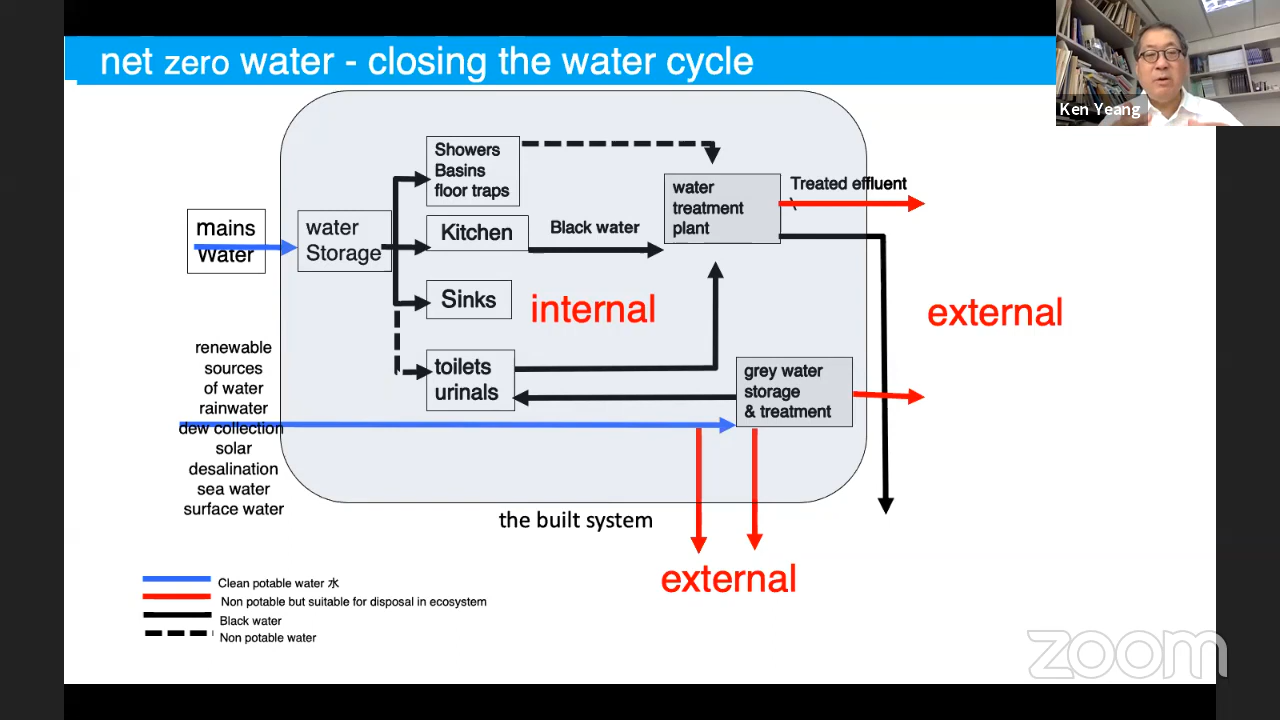 net zero water - closing the water cycle
Ken Yeang
Showers
Basins
floor traps
water
treatment
plant
Treated effluent
mains
Water
water
Storage
Kitchen
Black water
Sinks
internal
external
renewable
sources
of water
rainwater
dew collection
solar
desalination
sea water
surface water
toilets
urinals
grey water
storage
& treatment
the built system
external
Clean potable water 水
Non potable but suitable for disposal in ecosystem
Black water
Non potable water
zoom